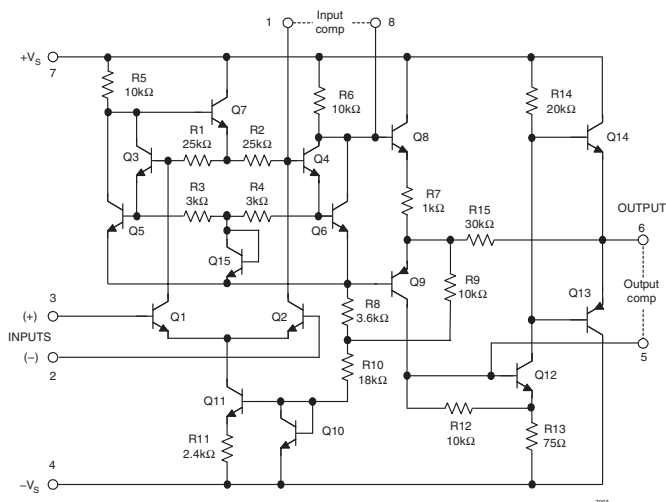 1
Input
comp
8
+VS
7
R5
10kΩ
Q7
R6
10kΩ
Q8
R14
20kΩ
Q14
R1
25kΩ
R2
25kΩ
Q3
Q4
R3
3kΩ
R4
3kΩ
R7
1kΩ
R15
30kΩ
OUTPUT
6
Q5
Q6
Q15
Q9
R9
10kΩ
Q13
Output
comp
5
3
(+)
INPUTS
(−)
2
Q1
Q2
R8
3.6kΩ
R10
18kΩ
Q12
Q11
Q10
R12
10kΩ
R13
75Ω
R11
2.4kΩ
4
−VS